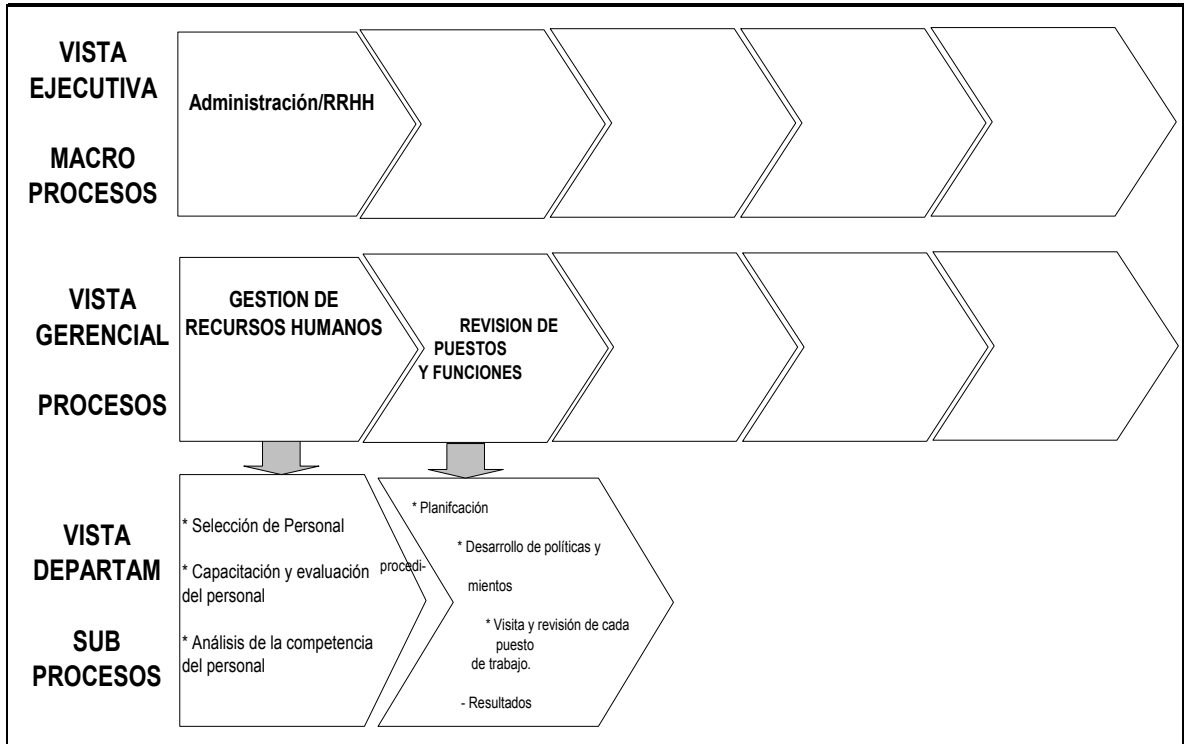 VISTA
EJECUTIVA
MACRO
PROCESOS
Administración/RRHH
VISTA
GERENCIAL
PROCESOS
GESTION DE
RECURSOS HUMANOS
REVISION DE
PUESTOS
Y FUNCIONES
VISTA
DEPARTAM
SUB
PROCESOS
* Selección de Personal
* Capacitación y evaluación
del personal
* Análisis de la competencia
del personal
* Planifcación
* Desarrollo de políticas y
procedi-
mientos
* Visita y revisión de cada
puesto
de trabajo.
- Resultados